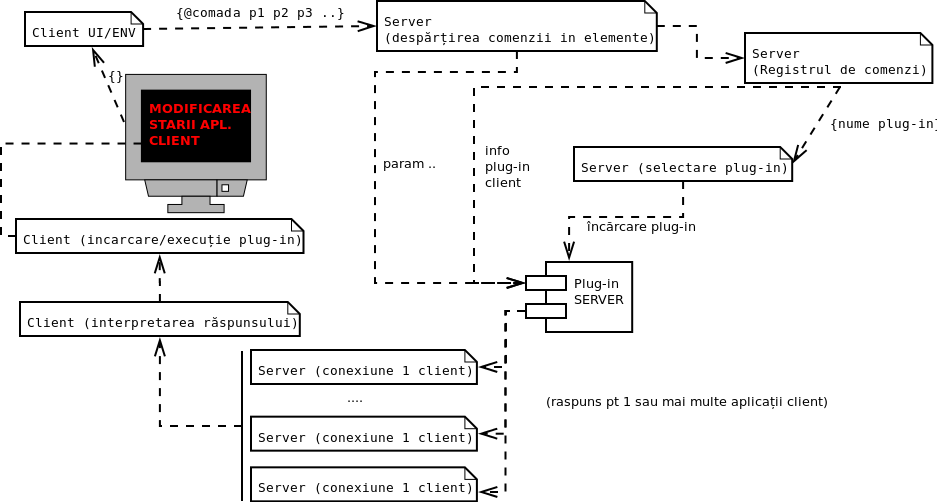 {@comada p1 p2 p3 ..}
Client UI/ENV
Server
(despărțirea comenzii in elemente)
Server
(Registrul de comenzi)
{}
MODIFICAREA
STARII APL.
CLIENT
{nume plug-in}
param ..
info
plug-in
client
Server (selectare plug-in)
încărcare plug-in
Client (incarcare/execuție plug-in)
Plug-in
SERVER
Client (interpretarea răspunsului)
Server (conexiune 1 client)
....
(raspuns pt 1 sau mai multe aplicații client)
Server (conexiune 1 client)
Server (conexiune 1 client)